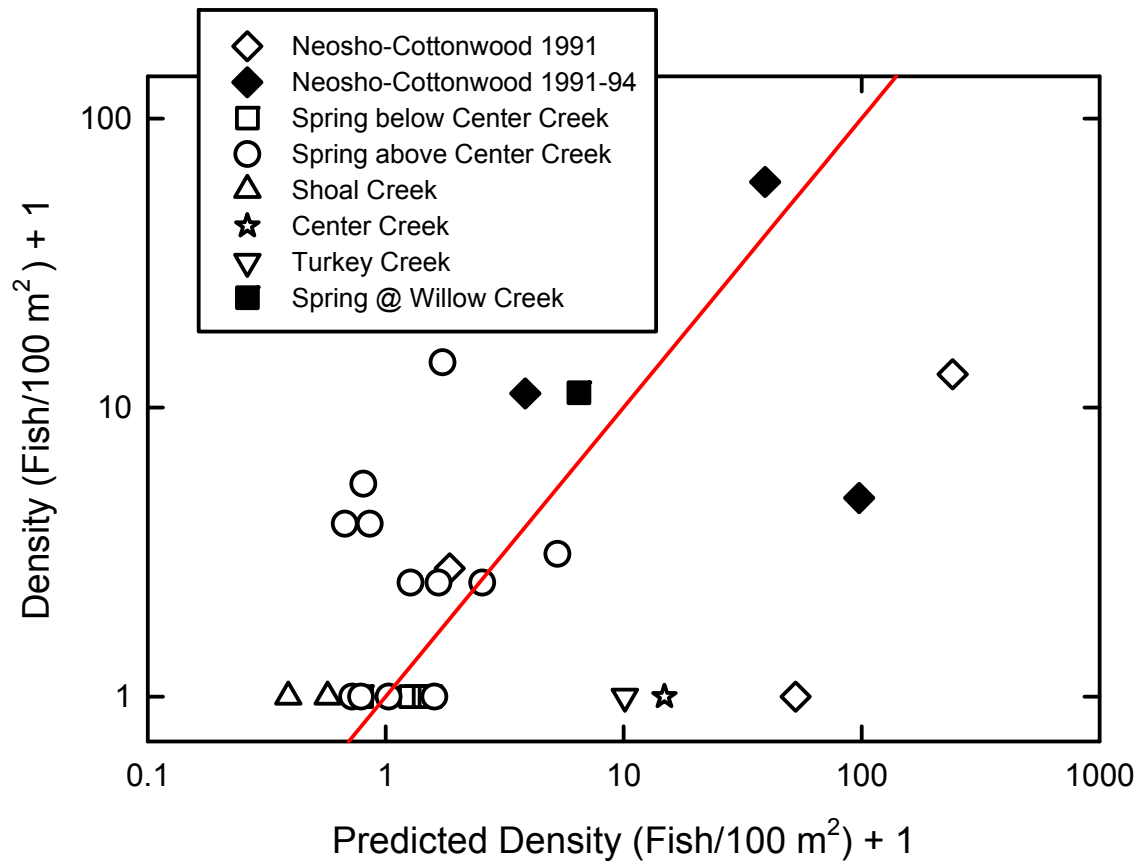 Neosho-Cottonwood 1991
Neosho-Cottonwood 1991-94
Spring below Center Creek
Spring above Center Creek
Shoal Creek
Center Creek
Turkey Creek
Spring @ Willow Creek
Density (Fish/100 m²) + 1
100
10
1
0.1 1 10 100 1000
Predicted Density (Fish/100 m²) + 1